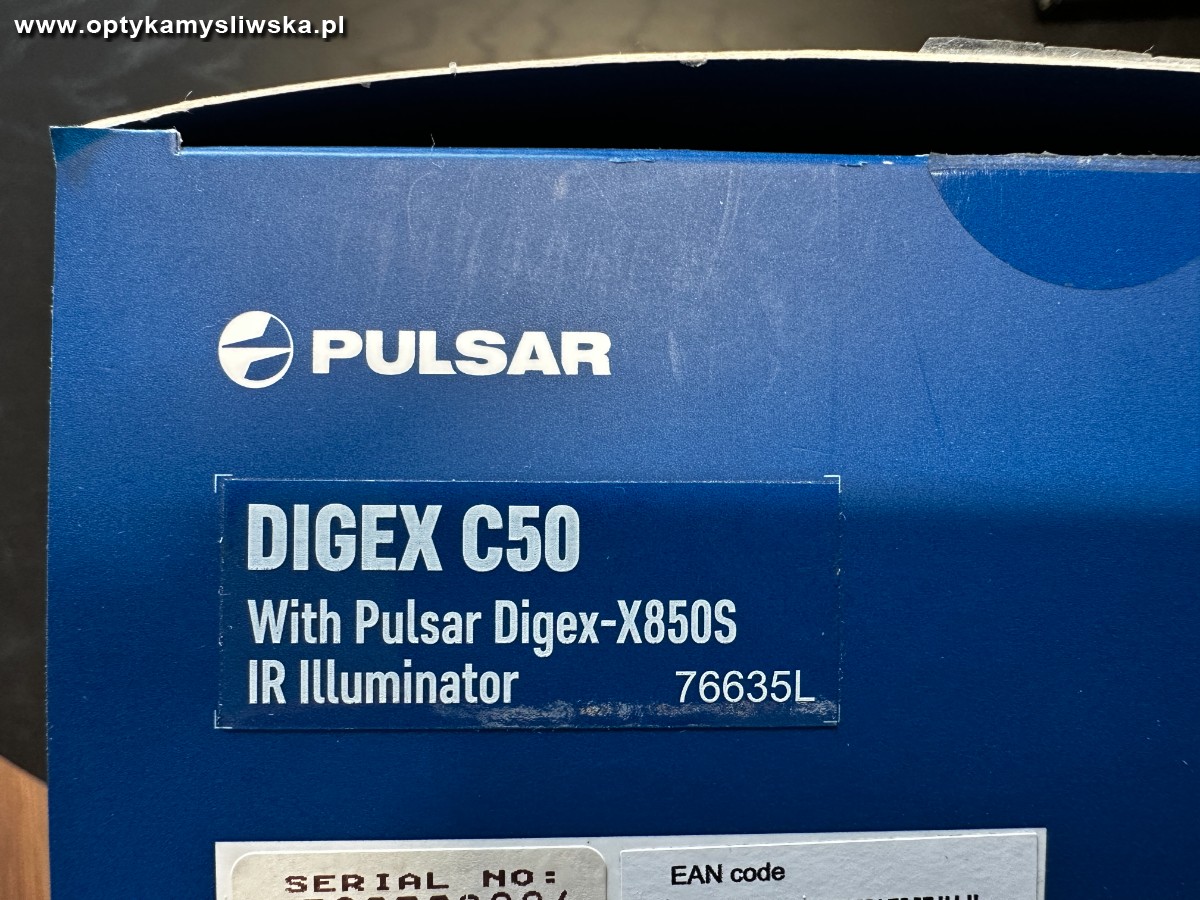 www.optykamysliwska.pl
PULSAR
DIGEX C50
With Pulsar Digex-X850S
IR Illuminator 76635L
SERIAL NO:
EAN code